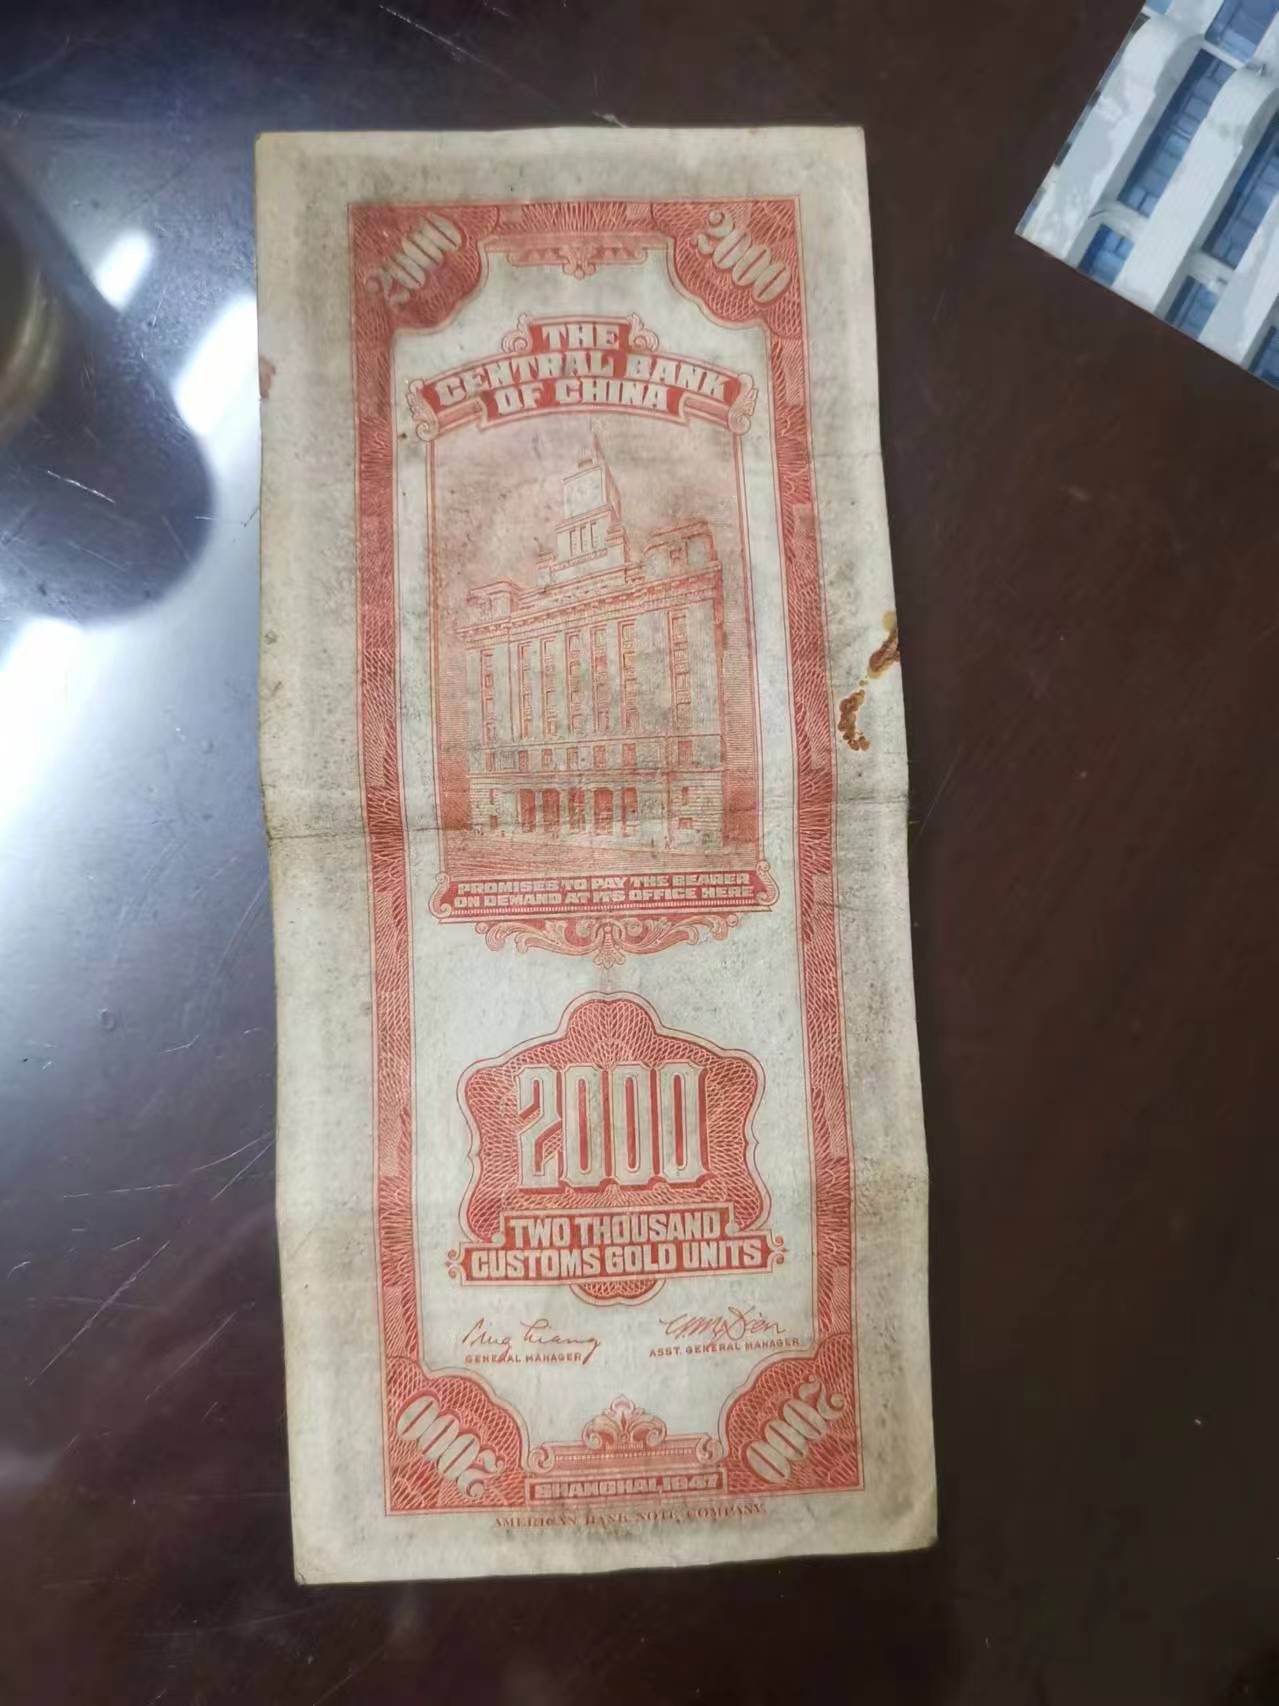 2000 2000
THE
CENTRAL BANK
OF CHINA
PROMISES TO PAY THE BEARER
ON DEMAND AT ITS OFFICE HERE
2000
TWO THOUSAND
CUSTOMS GOLD UNITS
GENERAL MANAGER
ASST. GENERAL MANAGER
2000 2000
SHANGHAI, 1947
AMERICAN BANK NOTE COMPANY.